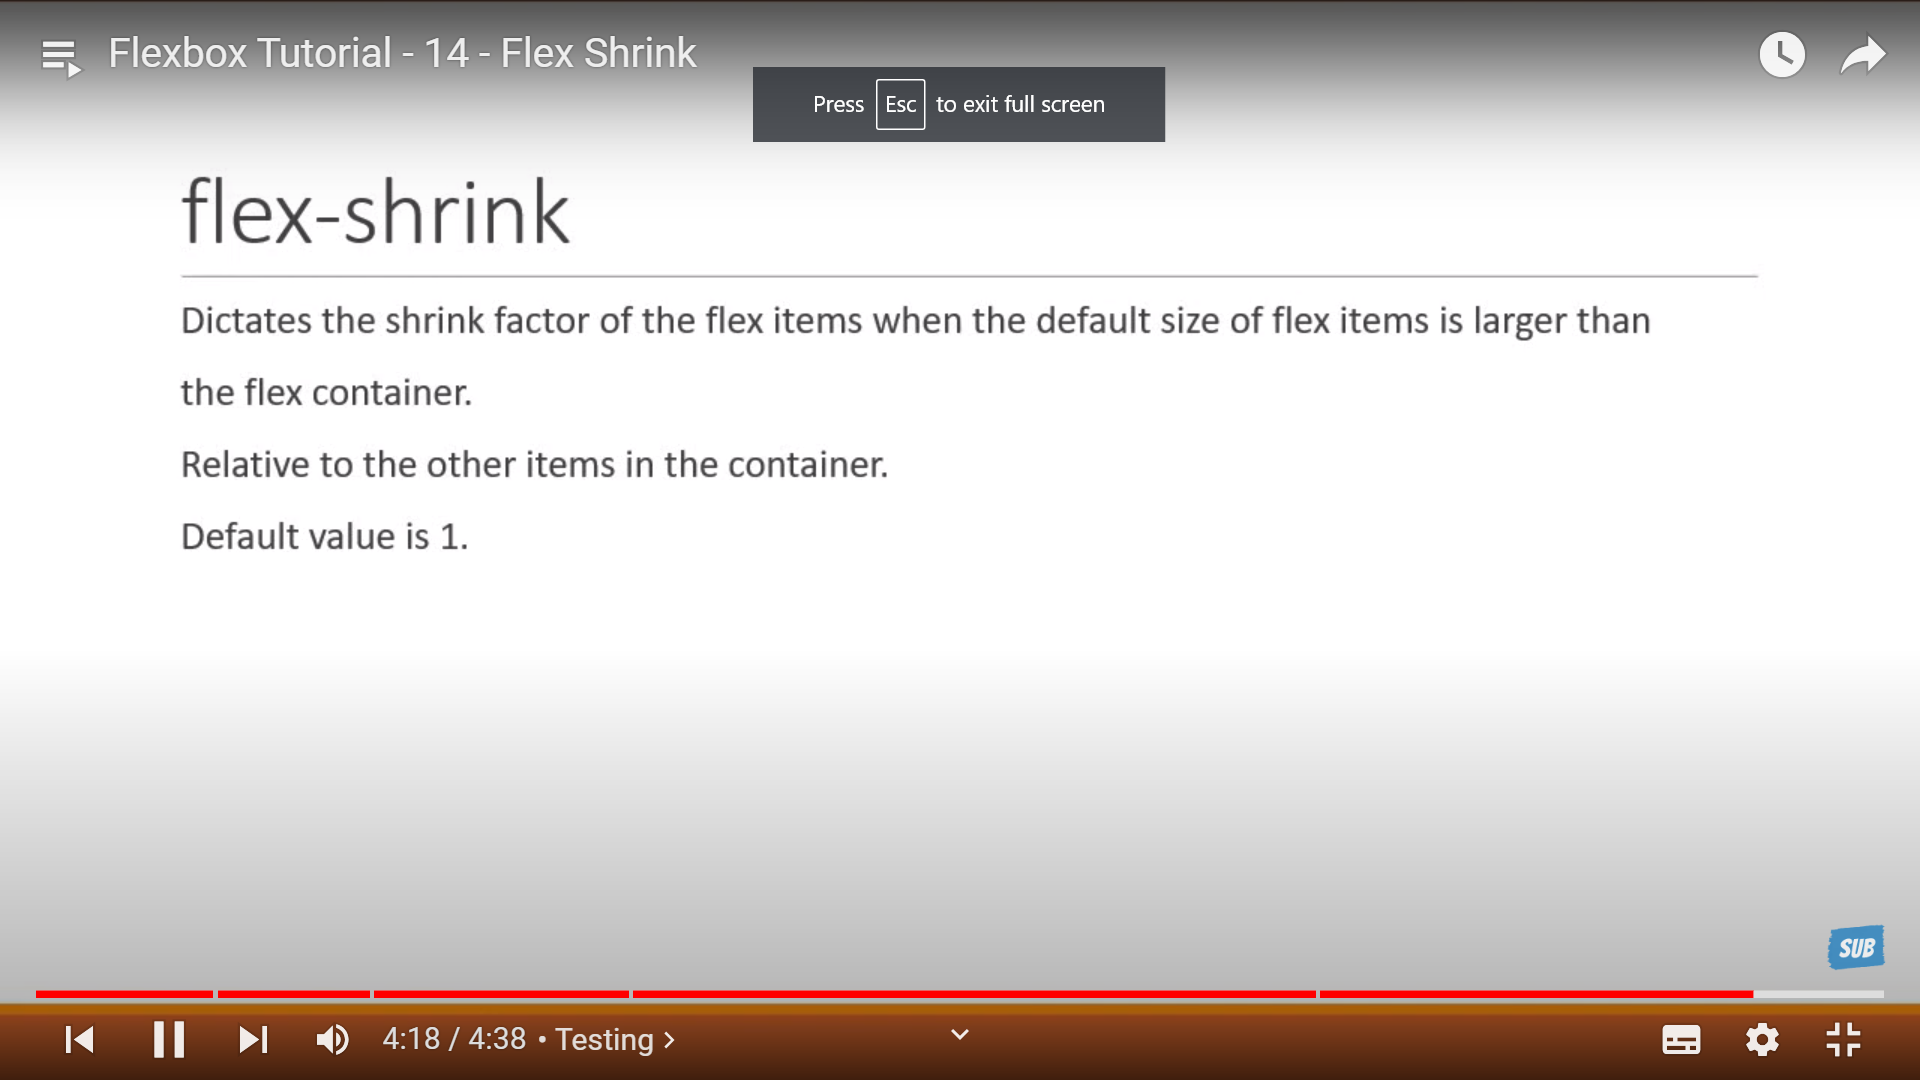 Flexbox Tutorial - 14 - Flex Shrink
Press Esc to exit full screen
flex-shrink
Dictates the shrink factor of the flex items when the default size of flex items is larger than
the flex container.
Relative to the other items in the container.
Default value is 1.
SUB
4:18 / 4:38 • Testing >